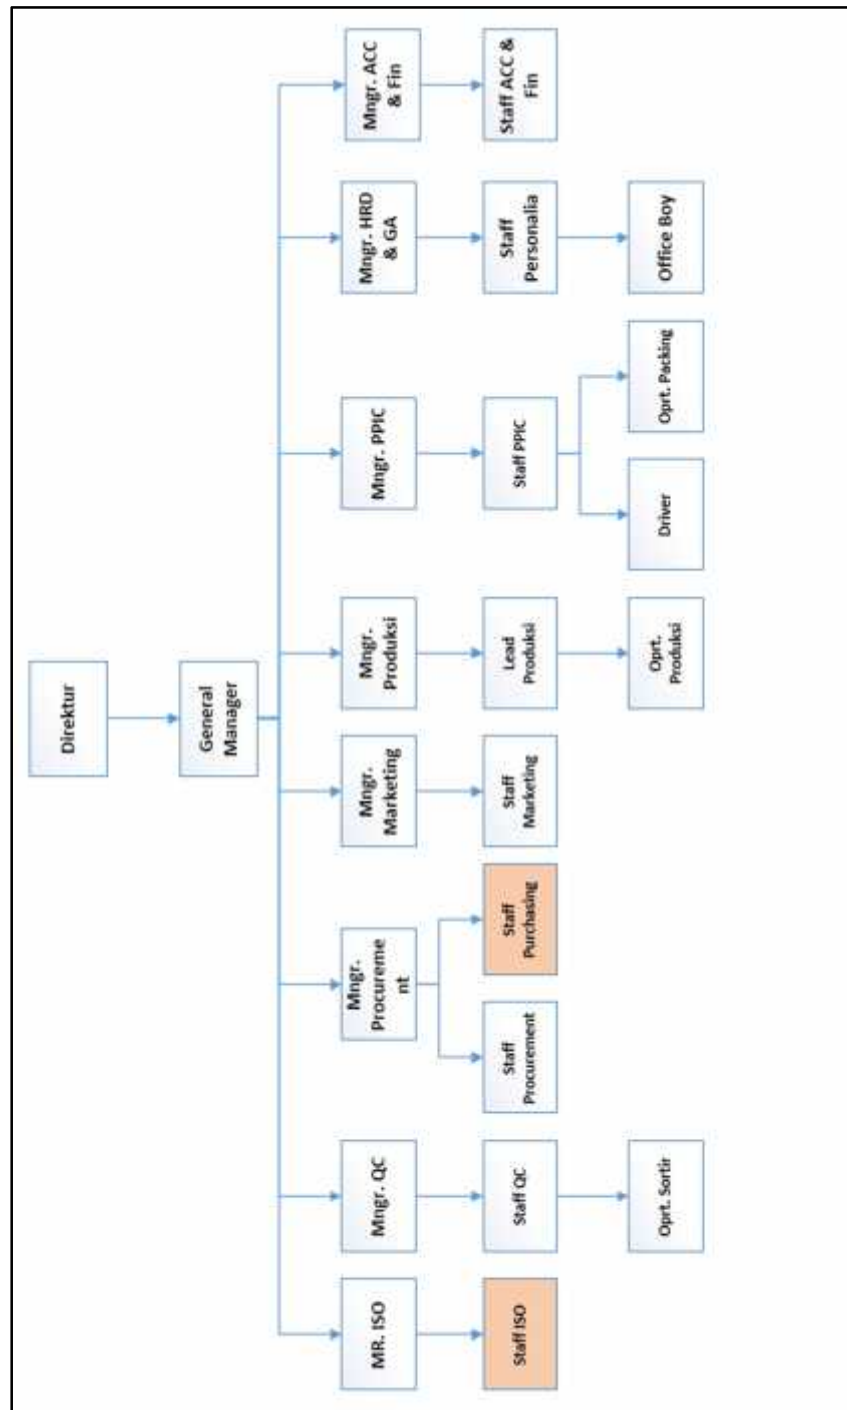 Direktur
General
Manager
MR. ISO
Mngr. QC
Mngr.
Procureme
nt
Mngr.
Marketing
Mngr.
Produksi
Mngr. PPIC
Mngr. HRD
& GA
Mngr. ACC
& Fin
Staff ISO
Staff QC
Staff
Procurement
Staff
Purchasing
Staff
Marketing
Lead
Produksi
Staff PPIC
Staff
Personalia
Staff ACC &
Fin
Oprt. Sortir
Oprt.
Produksi
Driver
Oprt. Packing
Office Boy